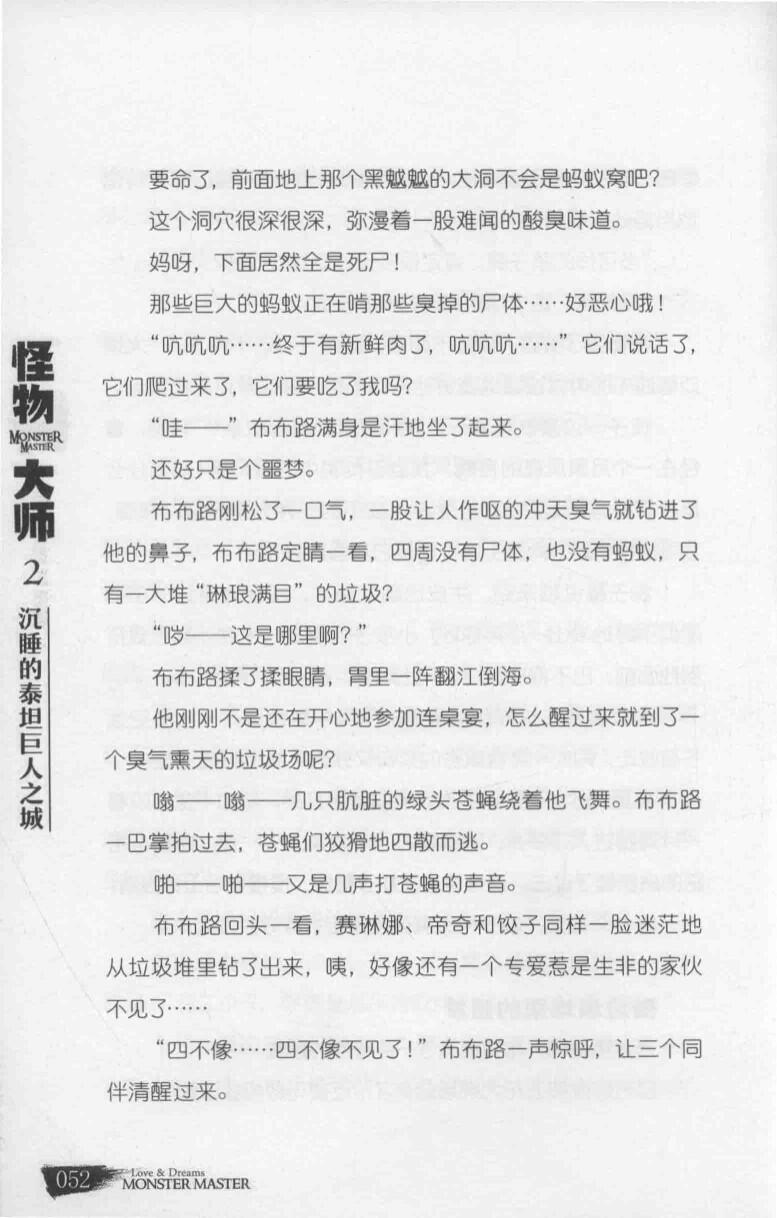 要命了，前面地上那个黑魆魆的大洞不会是蚂蚁窝吧？
这个洞穴很深很深，弥漫着一股难闻的酸臭味道。
妈呀，下面居然全是死尸！
那些巨大的蚂蚁正在啃那些臭掉的尸体……好恶心哦！
“吭吭吭……终于有新鲜肉了，吭吭吭……”它们说话了，
它们爬过来了，它们要吃了我吗？
“哇——”布布路满身是汗地坐了起来。
还好只是个噩梦。
布布路刚松了一口气，一股让人作呕的冲天臭气就钻进了
他的鼻子，布布路定睛一看，四周没有尸体，也没有蚂蚁，只
有一大堆“琳琅满目”的垃圾？
“哕——这是哪里啊？”
布布路揉了揉眼睛，胃里一阵翻江倒海。
他刚刚不是还在开心地参加连桌宴，怎么醒过来就到了一
个臭气熏天的垃圾场呢？
嗡——嗡——几只肮脏的绿头苍蝇绕着他飞舞。布布路
一巴掌拍过去，苍蝇们狡猾地四散而逃。
啪——啪——又是几声打苍蝇的声音。
布布路回头一看，赛琳娜、帝奇和饺子同样一脸迷茫地
从垃圾堆里钻了出来，咦，好像还有一个专爱惹是生非的家伙
不见了……
“四不像……四不像不见了！”布布路一声惊呼，让三个同
伴清醒过来。
怪物
MONSTER
MASTER
大师
2
沉睡的泰坦巨人之城
052
Love & Dreams
MONSTER MASTER